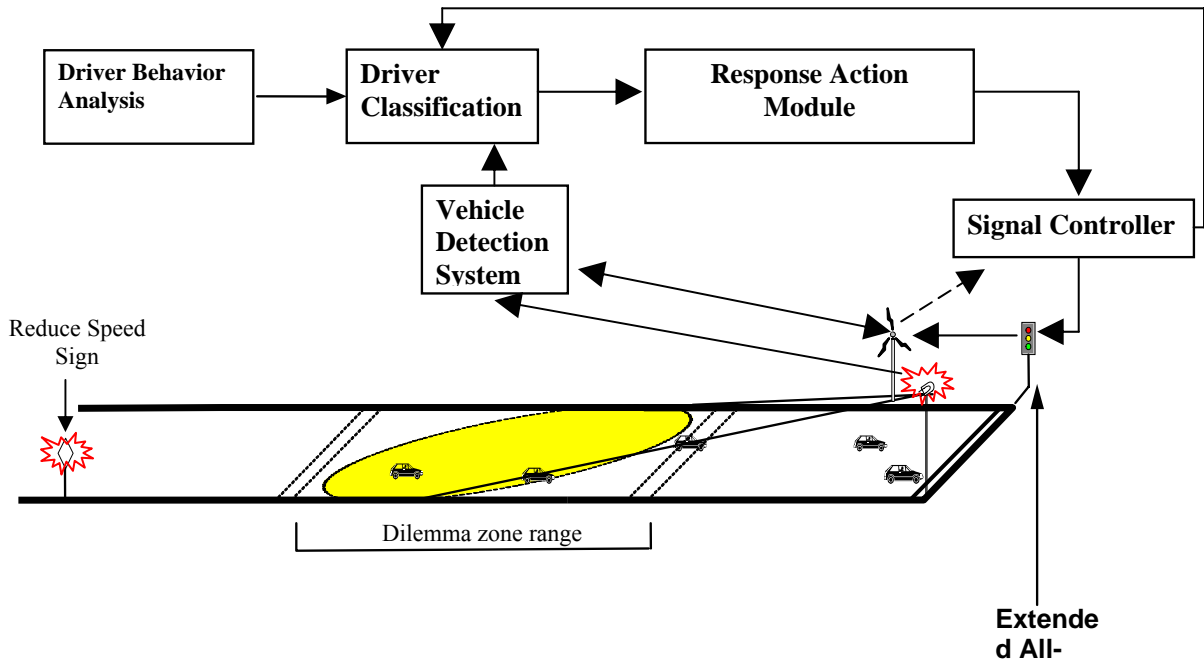 Driver Behavior
Analysis
Driver
Classification
Response Action
Module
Vehicle
Detection
System
Signal Controller
Reduce Speed
Sign
Dilemma zone range
Extende
d All-